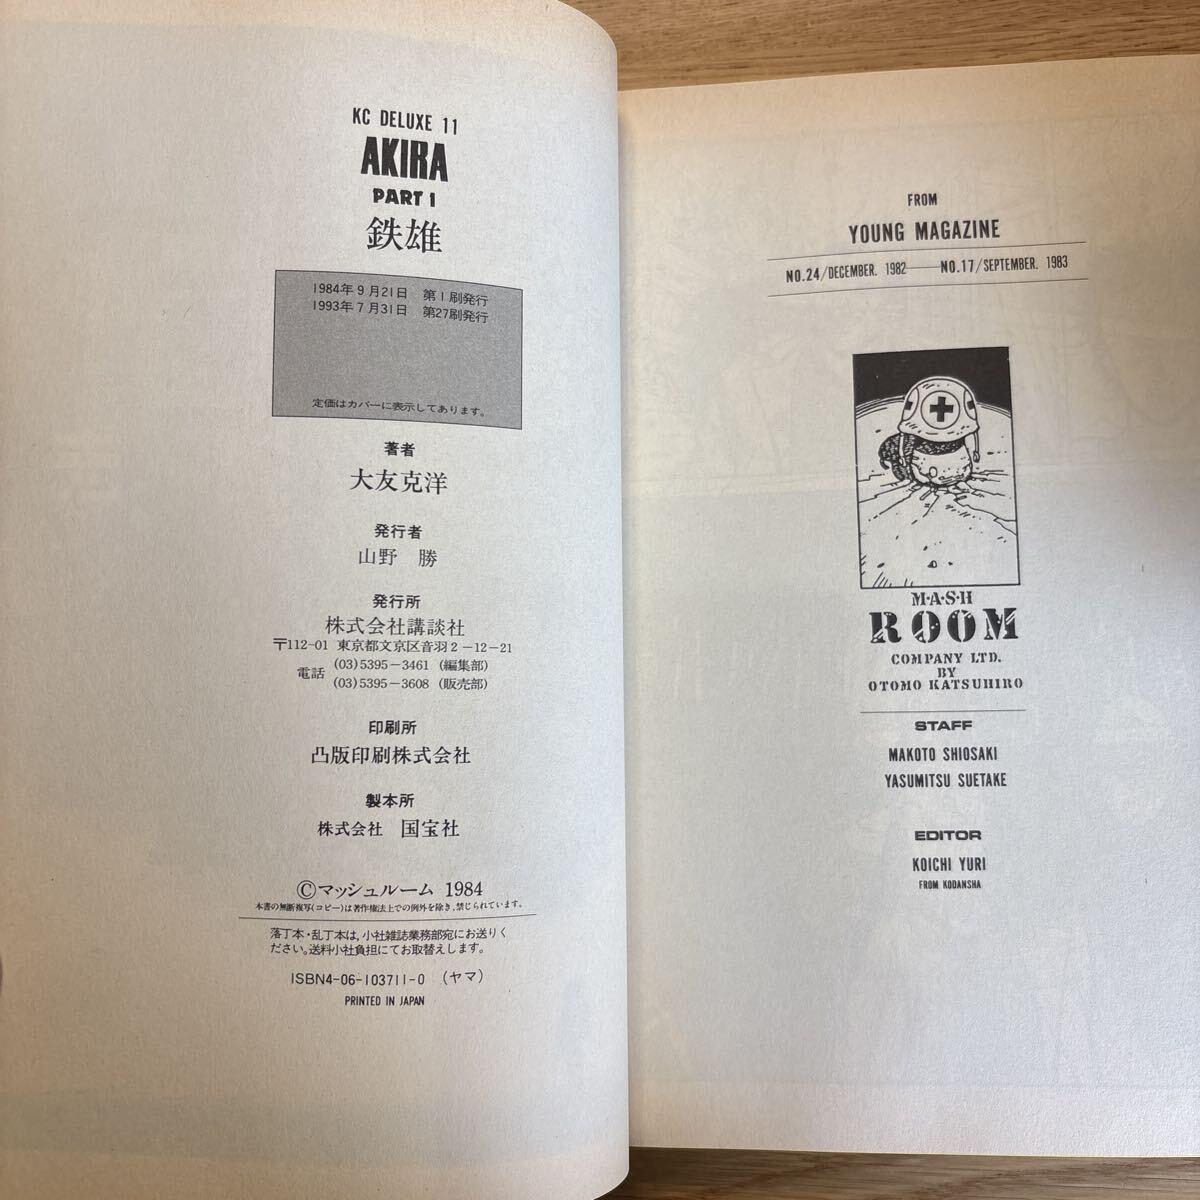 KC DELUXE 11
AKIRA
PART 1
鉄雄
1984年9月21日 第1刷発行
1993年7月31日 第27刷発行
定価はカバーに表示してあります。
著者
大友克洋
発行者
山野 勝
発行所
株式会社講談社
〒112-01 東京都文京区音羽2-12-21
電話 (03)5395-3461 (編集部)
(03)5395-3608 (販売部)
印刷所
凸版印刷株式会社
製本所
株式会社 国宝社
©マッシュルーム 1984
本書の無断複写(コピー)は著作権法上での例外を除き、禁じられています。
落丁本・乱丁本は、小社雑誌業務部宛にお送りく
ださい。送料小社負担にてお取替えします。
ISBN4-06-103711-0 (ヤマ)
PRINTED IN JAPAN
FROM
YOUNG MAGAZINE
NO.24/DECEMBER. 1982——NO.17/SEPTEMBER. 1983
M·A·S·H
ROOM
COMPANY LTD.
BY
OTOMO KATSUHIRO
STAFF
MAKOTO SHIOSAKI
YASUMITSU SUETAKE
EDITOR
KOICHI YURI
FROM KODANSHA